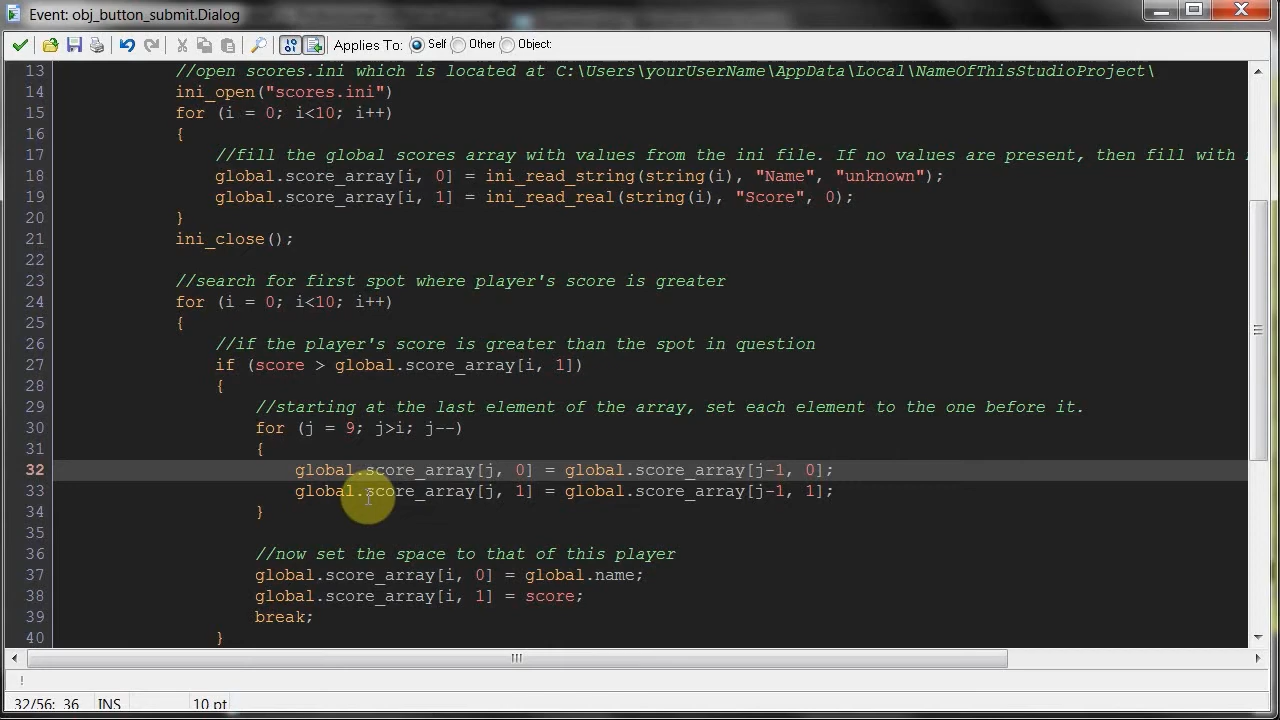 Event: obj_button_submit.Dialog
Applies To: Self Other Object:
13 //open scores.ini which is located at C:\Users\yourUserName\AppData\Local\NameOfThisStudioProject\
14 ini_open("scores.ini")
15 for (i = 0; i<10; i++)
16 {
17 //fill the global scores array with values from the ini file. If no values are present, then fill with
18 global.score_array[i, 0] = ini_read_string(string(i), "Name", "unknown");
19 global.score_array[i, 1] = ini_read_real(string(i), "Score", 0);
20 }
21 ini_close();
22
23 //search for first spot where player's score is greater
24 for (i = 0; i<10; i++)
25 {
26 //if the player's score is greater than the spot in question
27 if (score > global.score_array[i, 1])
28 {
29 //starting at the last element of the array, set each element to the one before it.
30 for (j = 9; j>i; j--)
31 {
32 global.score_array[j, 0] = global.score_array[j-1, 0];
33 global.score_array[j, 1] = global.score_array[j-1, 1];
34 }
35
36 //now set the space to that of this player
37 global.score_array[i, 0] = global.name;
38 global.score_array[i, 1] = score;
39 break;
40 }
!
32/56: 36 INS 10 pt